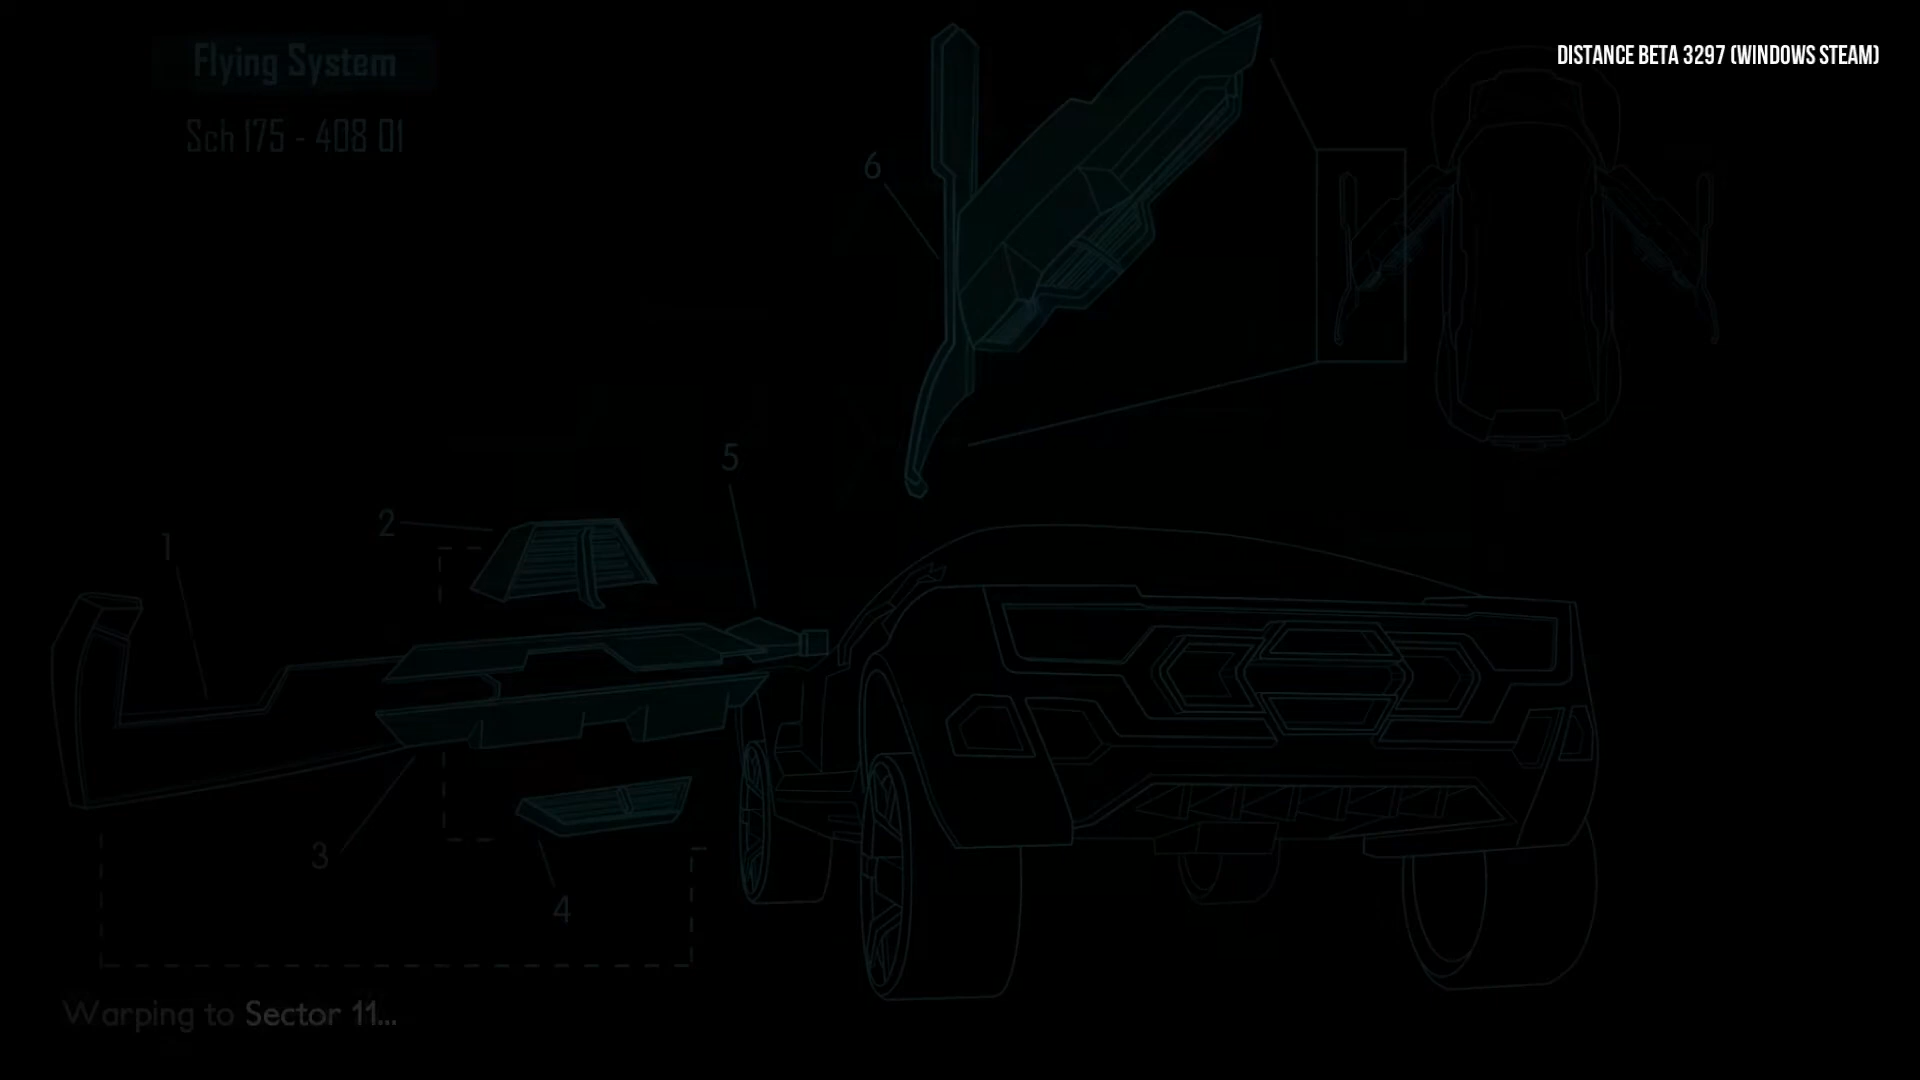 Flying System
DISTANCE BETA 3297 (WINDOWS STEAM)
Sch 175 - 408 01
6
5
2
1
3
4
Warping to Sector 11...